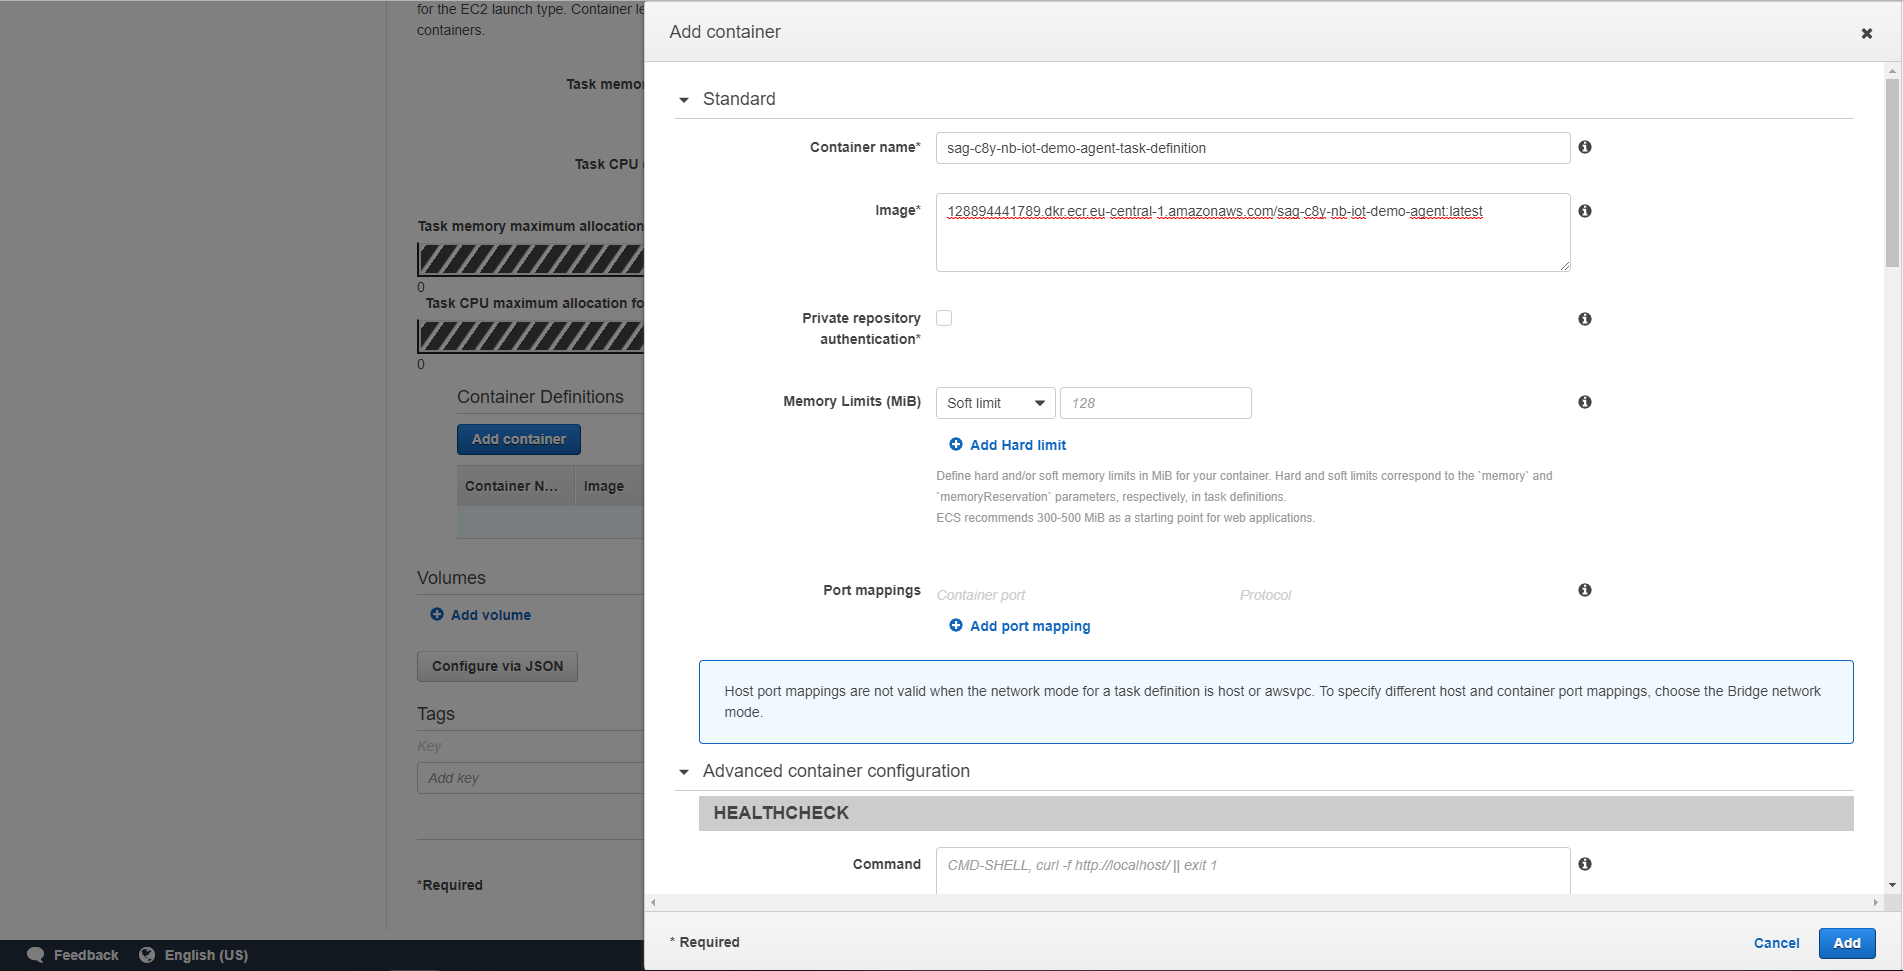 for the EC2 launch type. Container le
containers.
Task memo
Task CPU
Task memory maximum allocation
0
Task CPU maximum allocation fo
0
Container Definitions
Add container
Container N...
Image
Volumes
Add volume
Configure via JSON
Tags
Key
Add key
*Required
Feedback
English (US)
Add container
Standard
Container name*
sag-c8y-nb-iot-demo-agent-task-definition
Image*
128894441789.dkr.ecr.eu-central-1.amazonaws.com/sag-c8y-nb-iot-demo-agent:latest
Private repository
authentication*
Memory Limits (MiB)
Soft limit
128
Add Hard limit
Define hard and/or soft memory limits in MiB for your container. Hard and soft limits correspond to the `memory` and
`memoryReservation` parameters, respectively, in task definitions.
ECS recommends 300-500 MiB as a starting point for web applications.
Port mappings
Container port
Protocol
Add port mapping
Host port mappings are not valid when the network mode for a task definition is host or awsvpc. To specify different host and container port mappings, choose the Bridge network
mode.
Advanced container configuration
HEALTHCHECK
Command
CMD-SHELL, curl -f http://localhost/ || exit 1
* Required
Cancel
Add